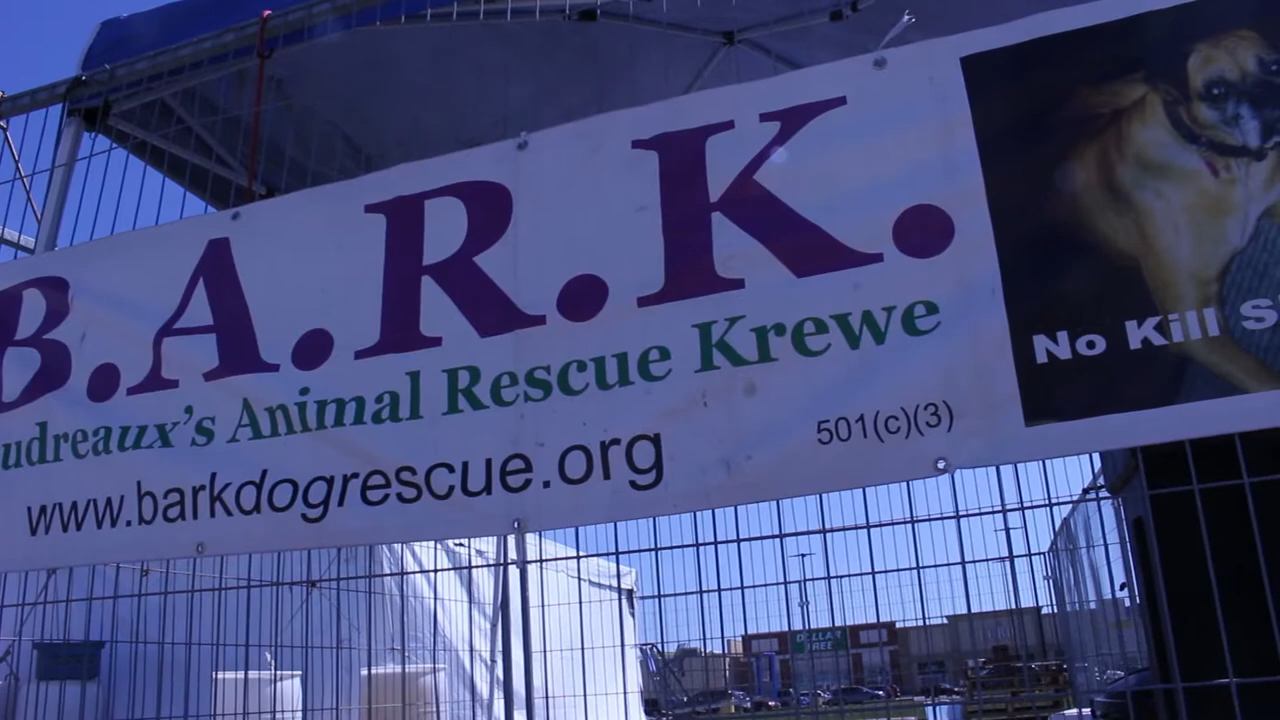 B.A.R.K.
udreaux's Animal Rescue Krewe
www.barkdogrescue.org
501(c)(3)
No Kill S
DOLLAR TREE